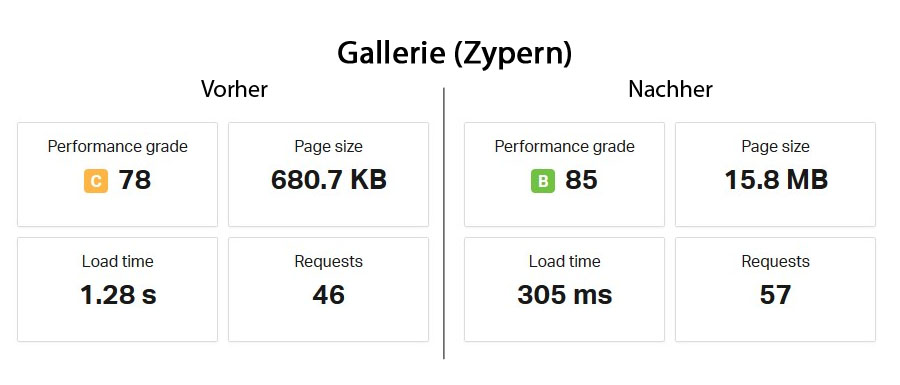 Gallerie (Zypern)
Vorher
Nachher
Performance grade
C 78
Page size
680.7 KB
Load time
1.28 s
Requests
46
Performance grade
B 85
Page size
15.8 MB
Load time
305 ms
Requests
57